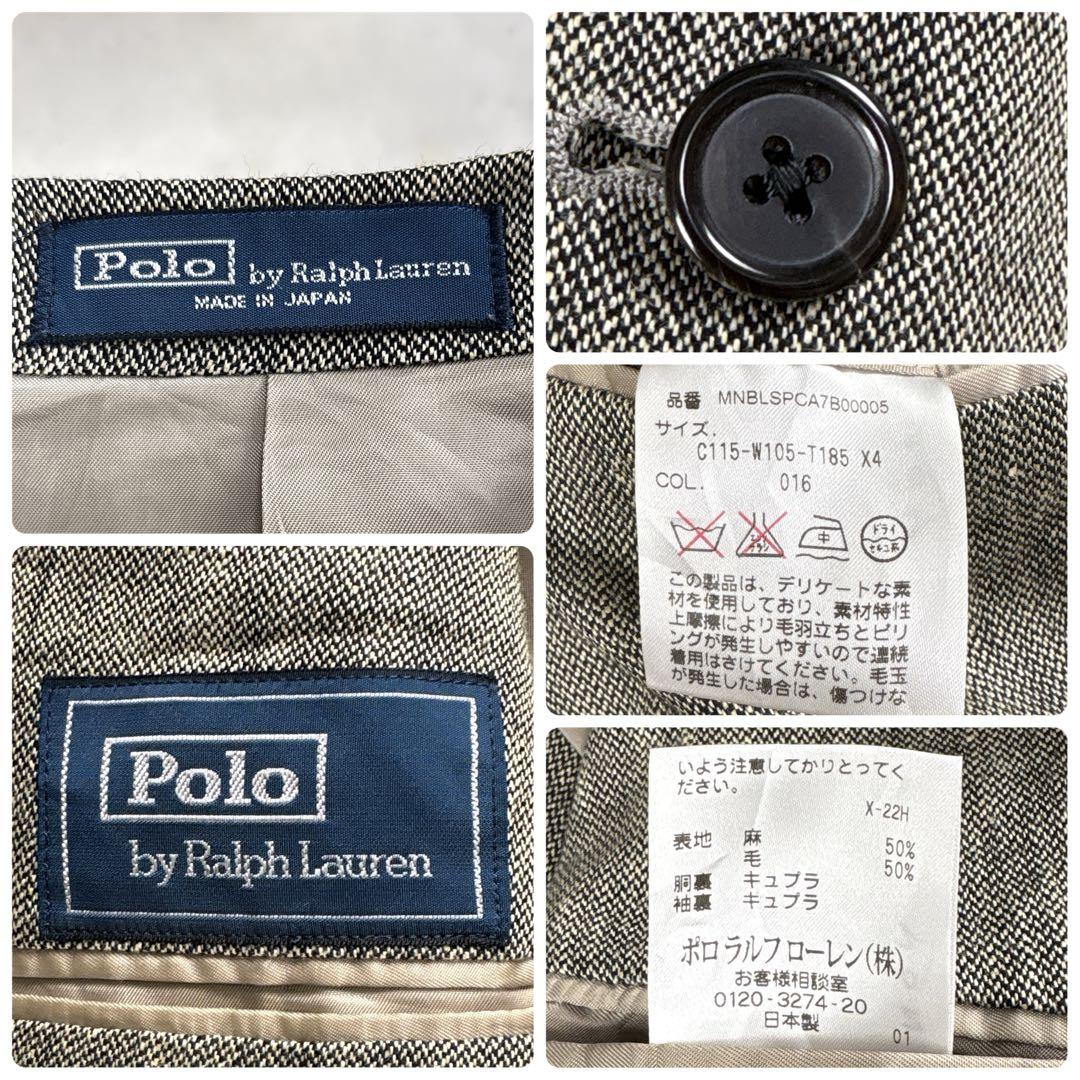 Polo by Ralph Lauren
MADE IN JAPAN
Polo
by Ralph Lauren
品番 MNBLSPCA7B00005
サイズ.
C115-W105-T185 X4
COL. 016
中
ドライ
セキユ系
この製品は、デリケートな素
材を使用しており、素材特性
上摩擦により毛羽立ちとピリ
ングが発生しやすいので連続
着用はさけてください。毛玉
が発生した場合は、傷つけな
いよう注意してかりとってく
ださい。
X-22H
表地 麻 50%
毛 50%
胴裏 キュプラ
袖裏 キュプラ
ポロ ラルフ ローレン(株)
お客様相談室
0120-3274-20
日本製
01